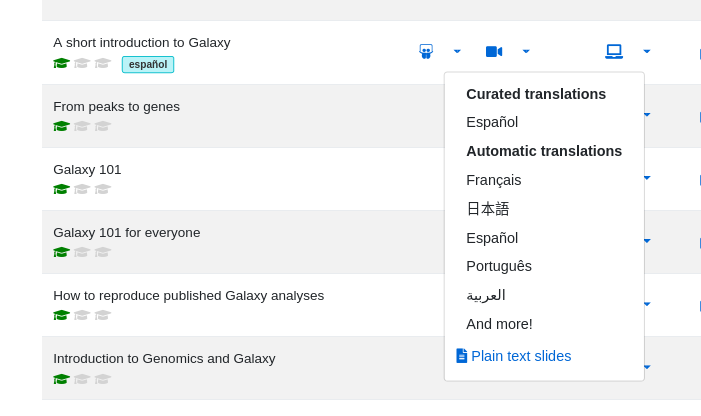 A short introduction to Galaxy
español
Curated translations
Español
Automatic translations
Français
日本語
Español
Português
العربية
And more!
Plain text slides
From peaks to genes
Galaxy 101
Galaxy 101 for everyone
How to reproduce published Galaxy analyses
Introduction to Genomics and Galaxy